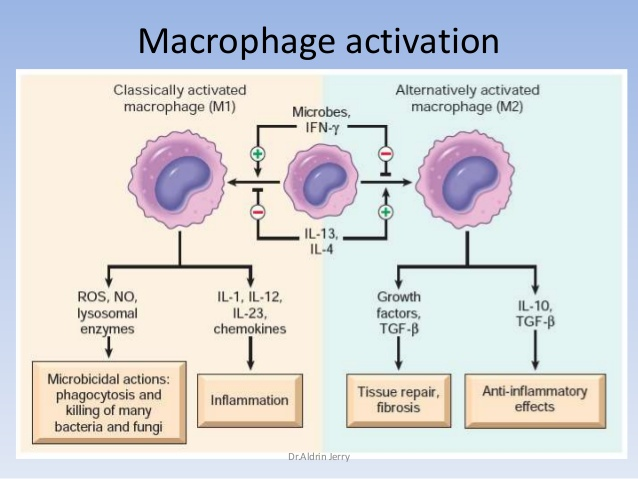 Macrophage activation
Classically activated
macrophage (M1)
Alternatively activated
macrophage (M2)
Microbes,
IFN-γ
+
−
−
+
IL-13,
IL-4
ROS, NO,
lysosomal
enzymes
IL-1, IL-12,
IL-23,
chemokines
Growth
factors,
TGF-β
IL-10,
TGF-β
Microbicidal actions:
phagocytosis and
killing of many
bacteria and fungi
Inflammation
Tissue repair,
fibrosis
Anti-inflammatory
effects
Dr.Aldrin Jerry